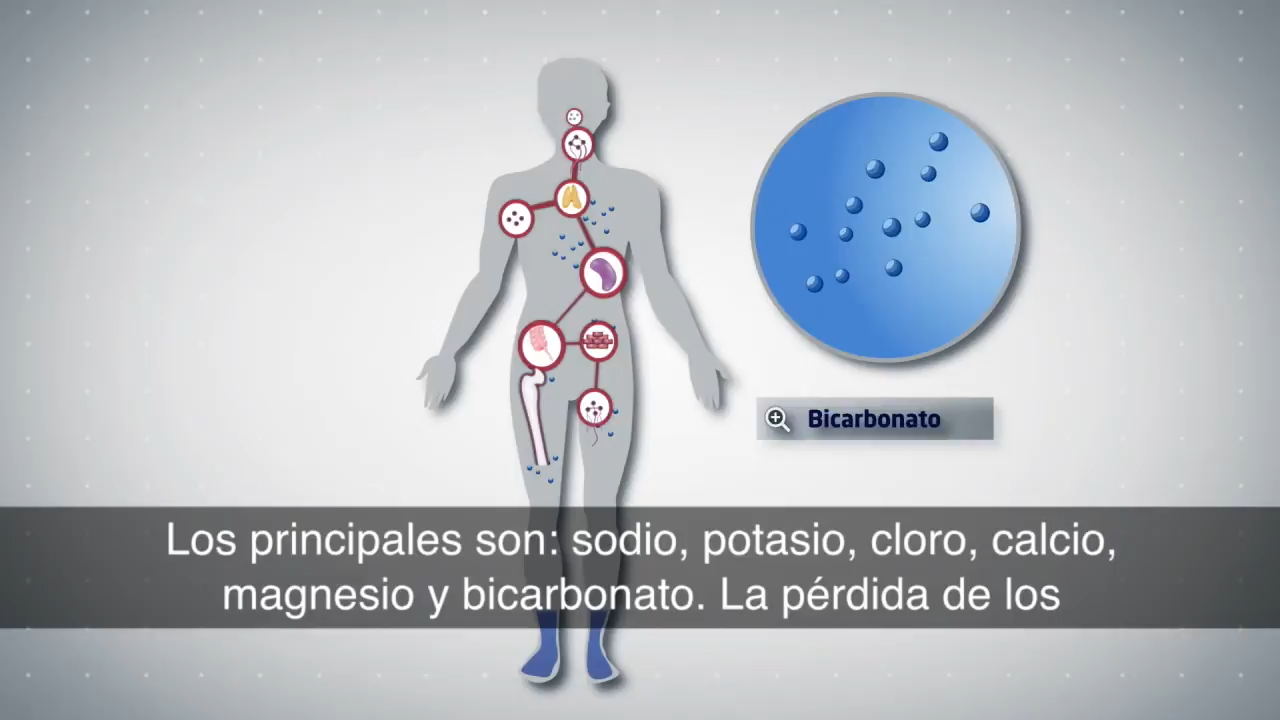 Bicarbonato
Los principales son: sodio, potasio, cloro, calcio,
magnesio y bicarbonato. La pérdida de los